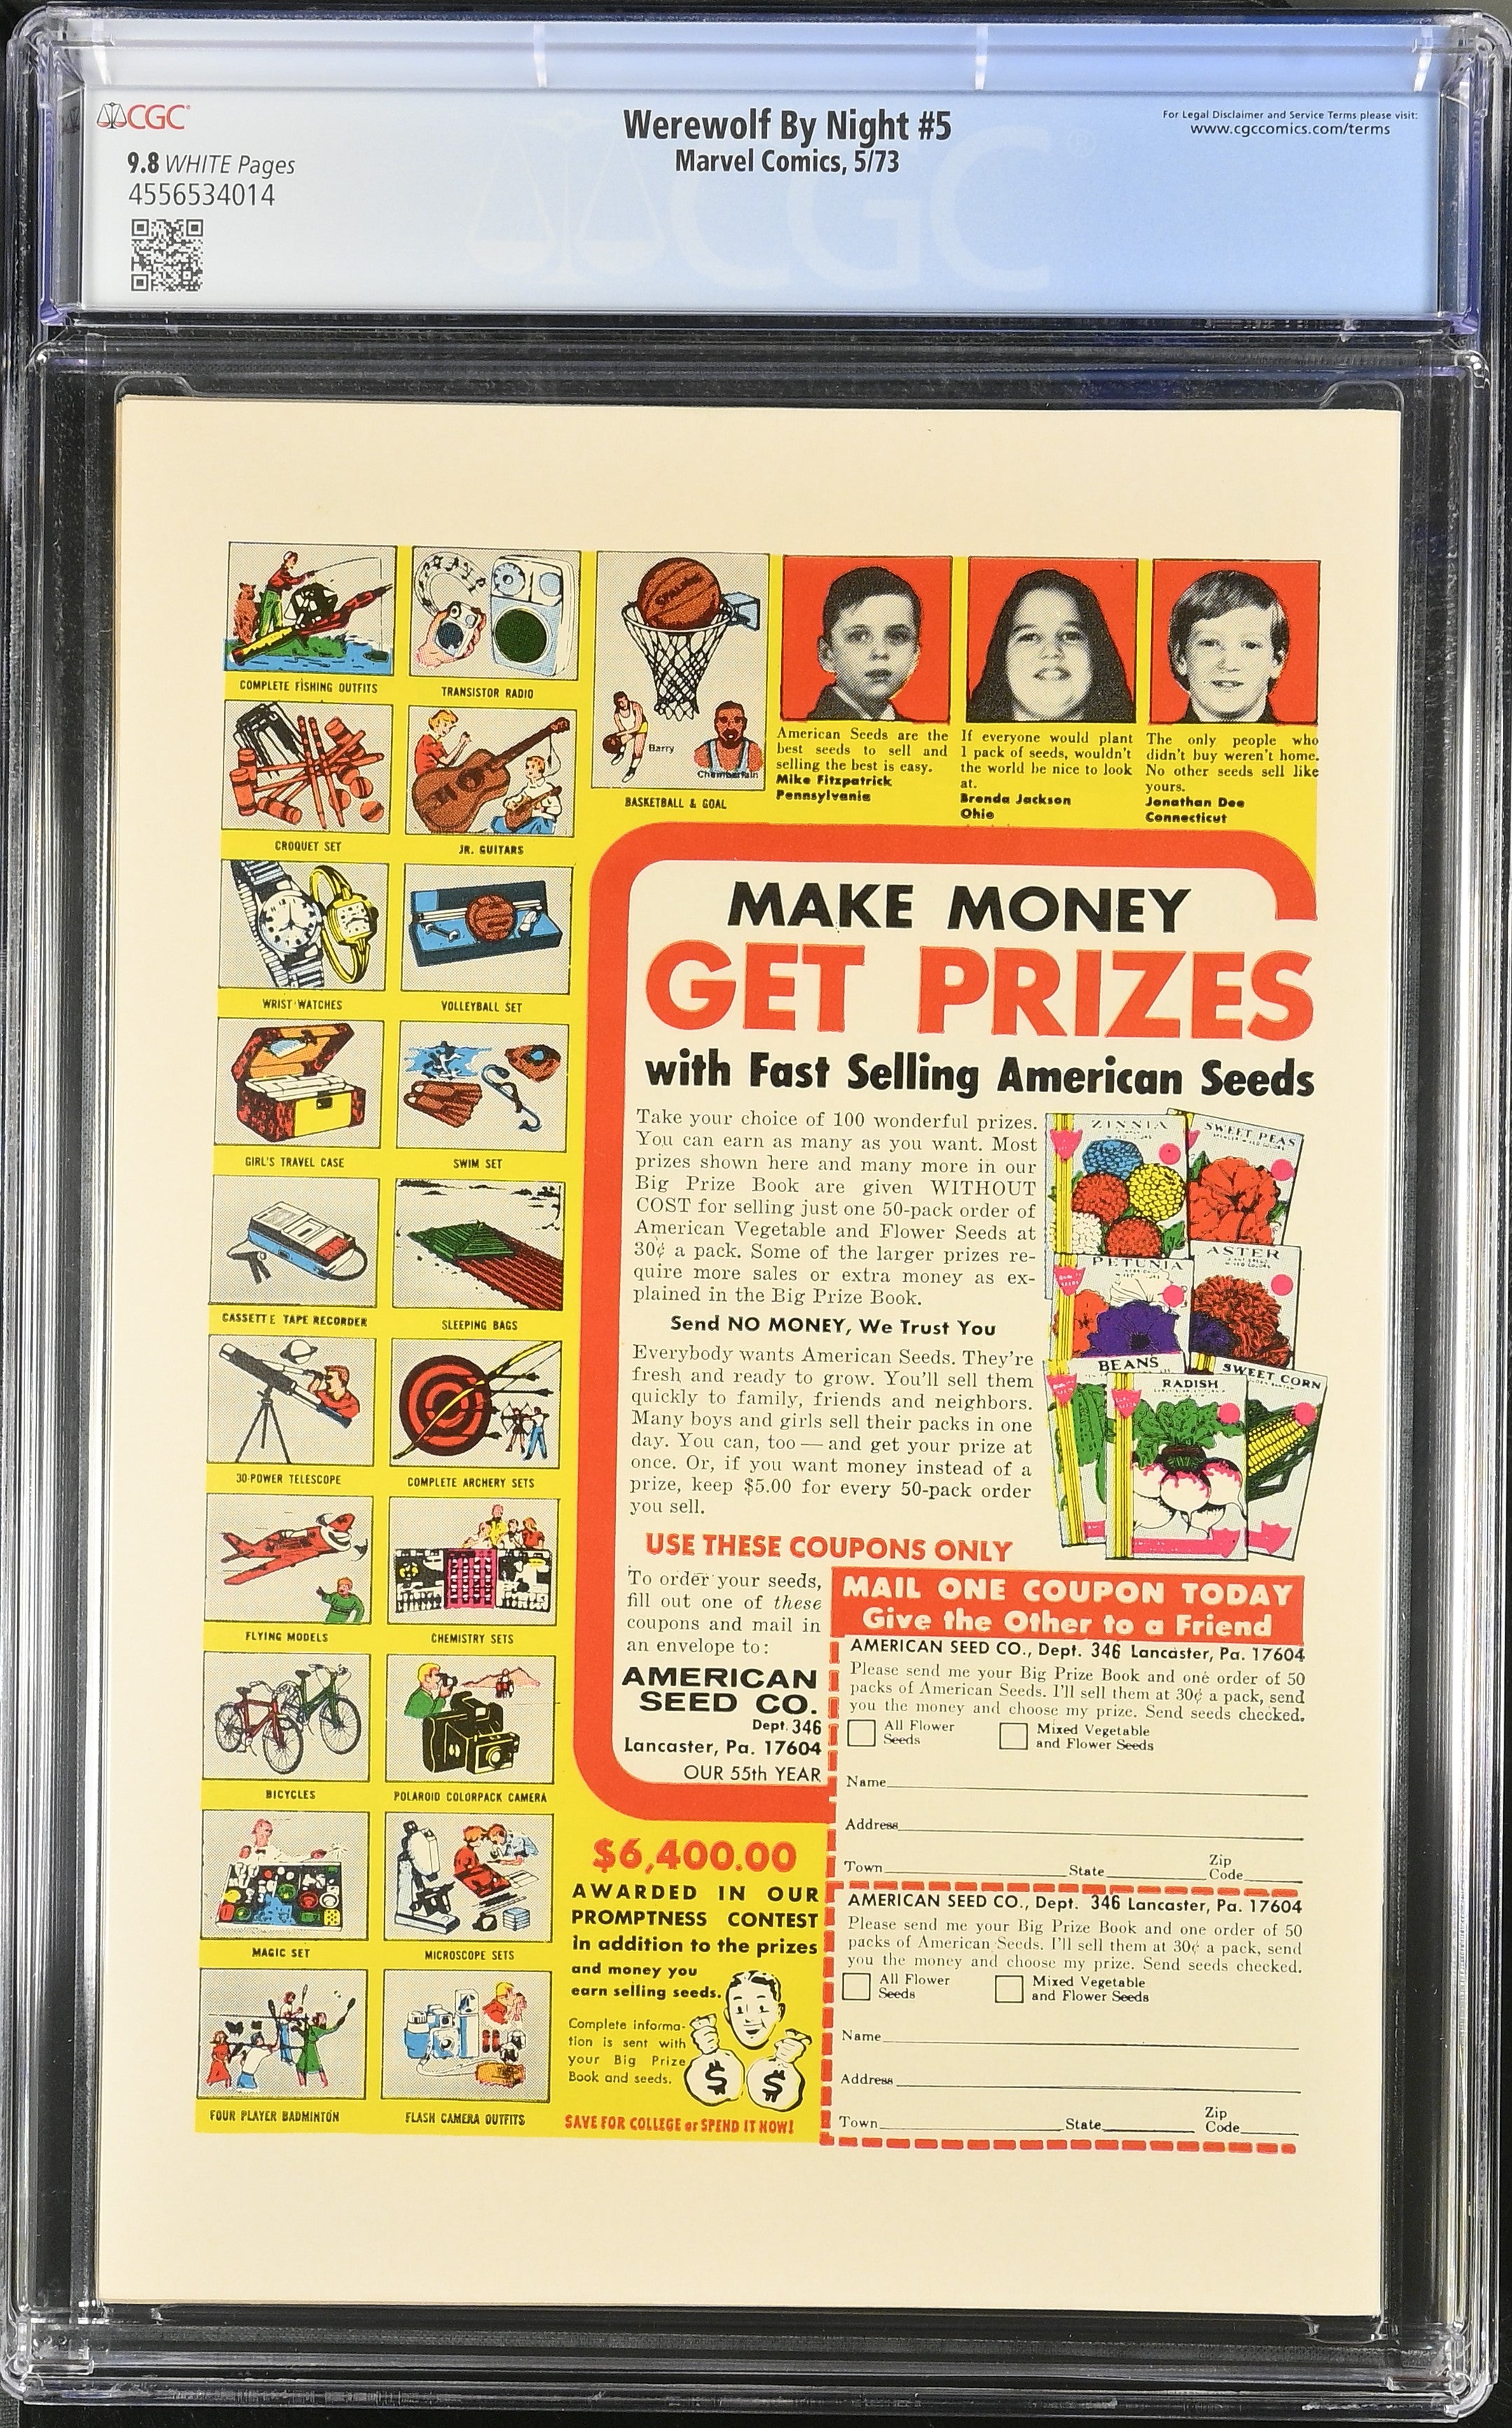 CGC
Werewolf By Night #5
Marvel Comics, 5/73
For Legal Disclaimer and Service Terms please visit:
www.cgccomics.com/terms
9.8 WHITE Pages
4556534014
CGC
COMPLETE FISHING OUTFITS
TRANSISTOR RADIO
SPALDING
Barry
Chamberlain
BASKETBALL & GOAL
CROQUET SET
JR. GUITARS
WRIST WATCHES
VOLLEYBALL SET
GIRL'S TRAVEL CASE
SWIM SET
CASSETTE TAPE RECORDER
SLEEPING BAGS
30-POWER TELESCOPE
COMPLETE ARCHERY SETS
FLYING MODELS
CHEMISTRY SETS
BICYCLES
POLAROID COLORPACK CAMERA
MAGIC SET
MICROSCOPE SETS
FOUR PLAYER BADMINTON
FLASH CAMERA OUTFITS
American Seeds are the
best seeds to sell and
selling the best is easy.
Mike Fitzpatrick
Pennsylvania
If everyone would plant
1 pack of seeds, wouldn't
the world be nice to look
at.
Brenda Jackson
Ohio
The only people who
didn't buy weren't home.
No other seeds sell like
yours.
Jonathan Dee
Connecticut
MAKE MONEY
GET PRIZES
with Fast Selling American Seeds
Take your choice of 100 wonderful prizes.
You can earn as many as you want. Most
prizes shown here and many more in our
Big Prize Book are given WITHOUT
COST for selling just one 50-pack order of
American Vegetable and Flower Seeds at
30¢ a pack. Some of the larger prizes re-
quire more sales or extra money as ex-
plained in the Big Prize Book.
Send NO MONEY, We Trust You
Everybody wants American Seeds. They're
fresh and ready to grow. You'll sell them
quickly to family, friends and neighbors.
Many boys and girls sell their packs in one
day. You can, too — and get your prize at
once. Or, if you want money instead of a
prize, keep $5.00 for every 50-pack order
you sell.
ZINNIA
SWEET PEAS
PETUNIA
ASTER
BEANS
RADISH
SWEET CORN
USE THESE COUPONS ONLY
To order your seeds,
fill out one of these
coupons and mail in
an envelope to:
AMERICAN
SEED CO.
Dept. 346
Lancaster, Pa. 17604
OUR 55th YEAR
MAIL ONE COUPON TODAY
Give the Other to a Friend
AMERICAN SEED CO., Dept. 346 Lancaster, Pa. 17604
Please send me your Big Prize Book and one order of 50
packs of American Seeds. I'll sell them at 30¢ a pack, send
you the money and choose my prize. Send seeds checked.
All Flower
Seeds
Mixed Vegetable
and Flower Seeds
Name
Address
Town State Zip
Code
AMERICAN SEED CO., Dept. 346 Lancaster, Pa. 17604
Please send me your Big Prize Book and one order of 50
packs of American Seeds. I'll sell them at 30¢ a pack, send
you the money and choose my prize. Send seeds checked.
All Flower
Seeds
Mixed Vegetable
and Flower Seeds
Name
Address
Town State Zip
Code
$6,400.00
AWARDED IN OUR
PROMPTNESS CONTEST
in addition to the prizes
and money you
earn selling seeds.
Complete informa-
tion is sent with
your Big Prize
Book and seeds.
$ $
SAVE FOR COLLEGE or SPEND IT NOW!